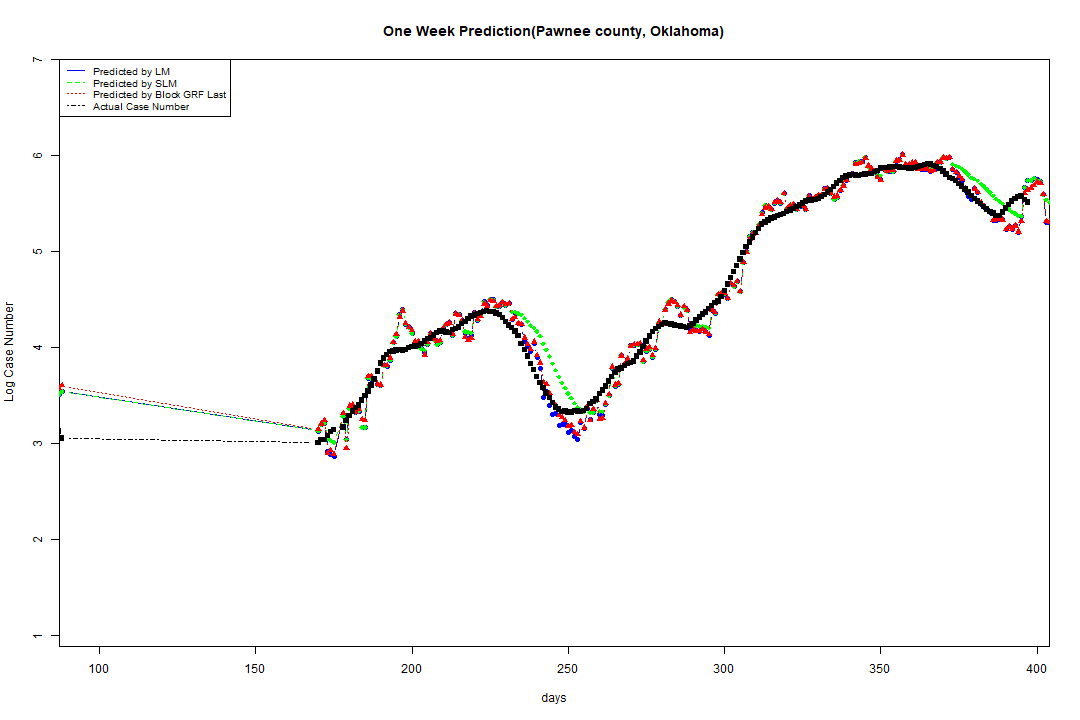 One Week Prediction(Pawnee county, Oklahoma)
Predicted by LM
Predicted by SLM
Predicted by Block GRF Last
Actual Case Number
7
6
5
4
3
2
1
Log Case Number
100 150 200 250 300 350 400
days